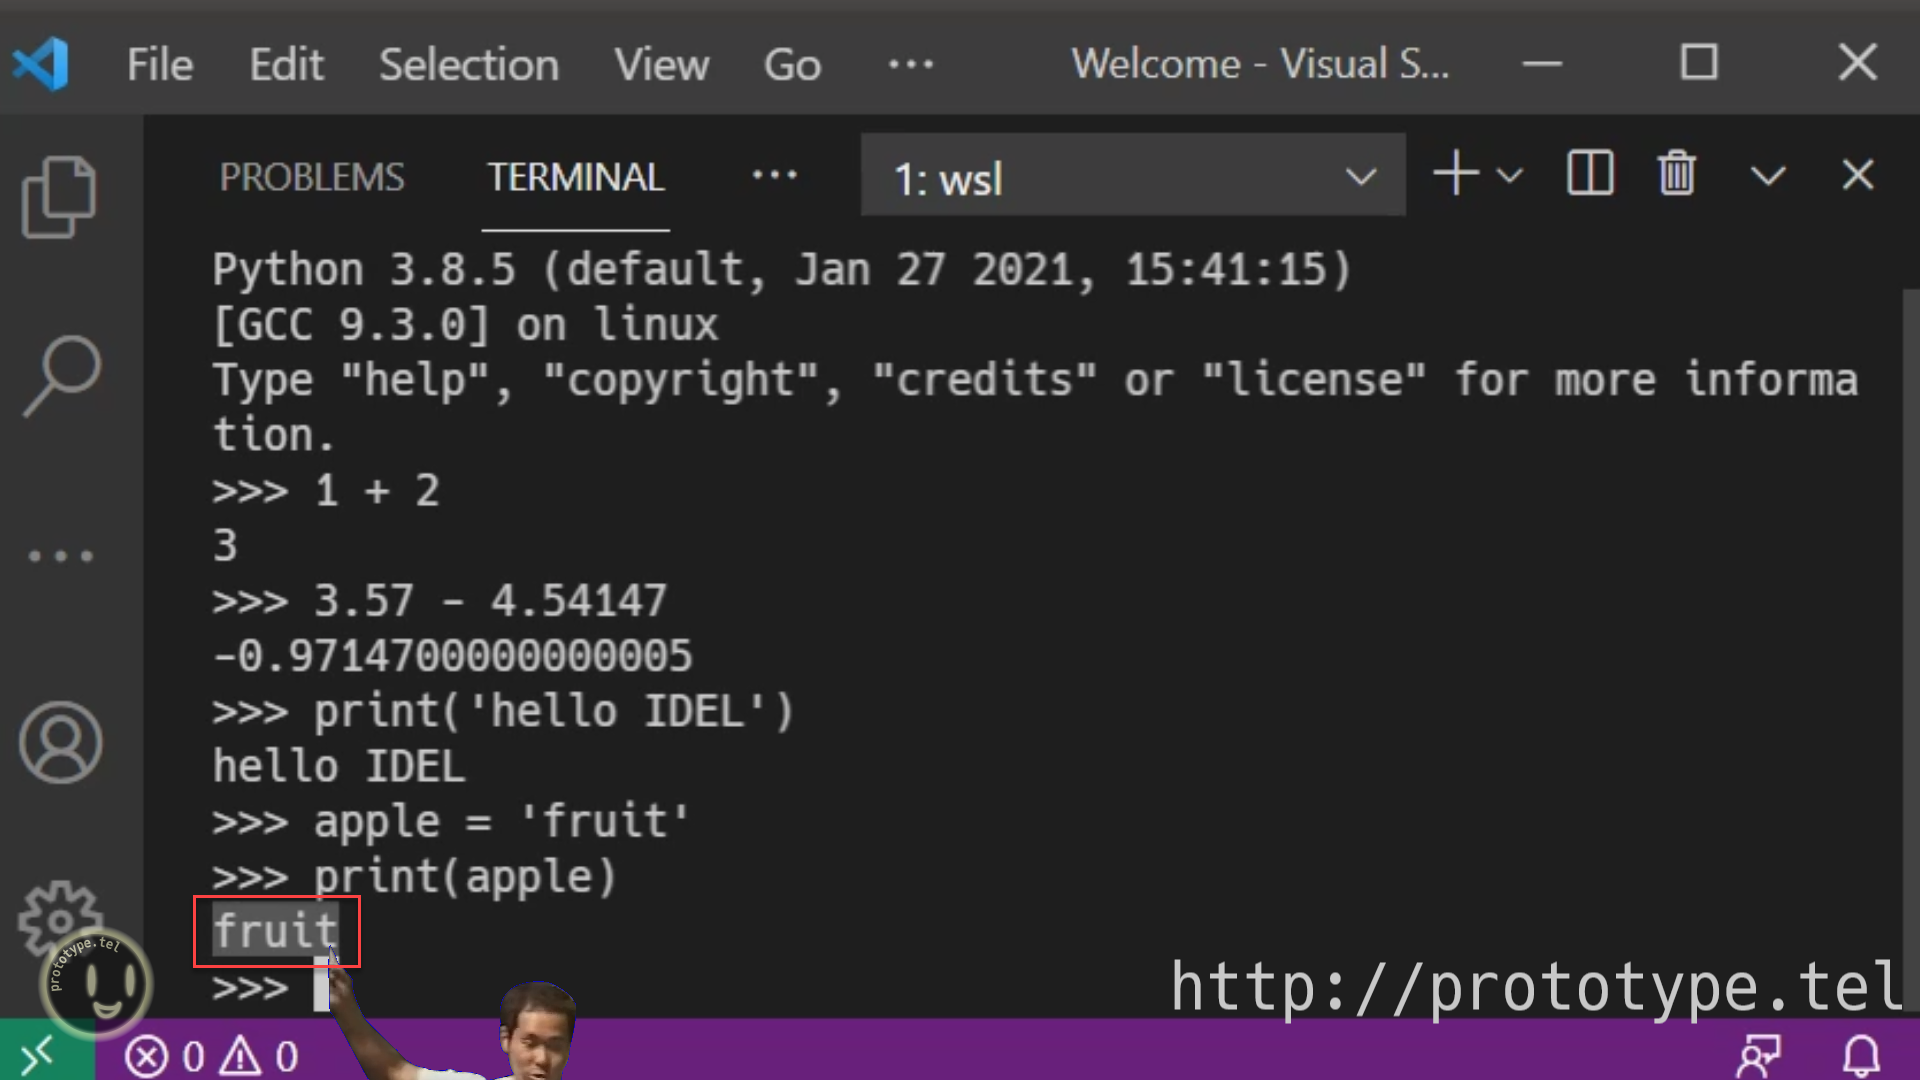 File Edit Selection View Go ... Welcome - Visual S...
PROBLEMS TERMINAL ... 1: wsl
Python 3.8.5 (default, Jan 27 2021, 15:41:15)
[GCC 9.3.0] on linux
Type "help", "copyright", "credits" or "license" for more informa
tion.
>>> 1 + 2
3
>>> 3.57 - 4.54147
-0.9714700000000005
>>> print('hello IDEL')
hello IDEL
>>> apple = 'fruit'
>>> print(apple)
fruit
>>>
prototype.tel
http://prototype.tel
0 0